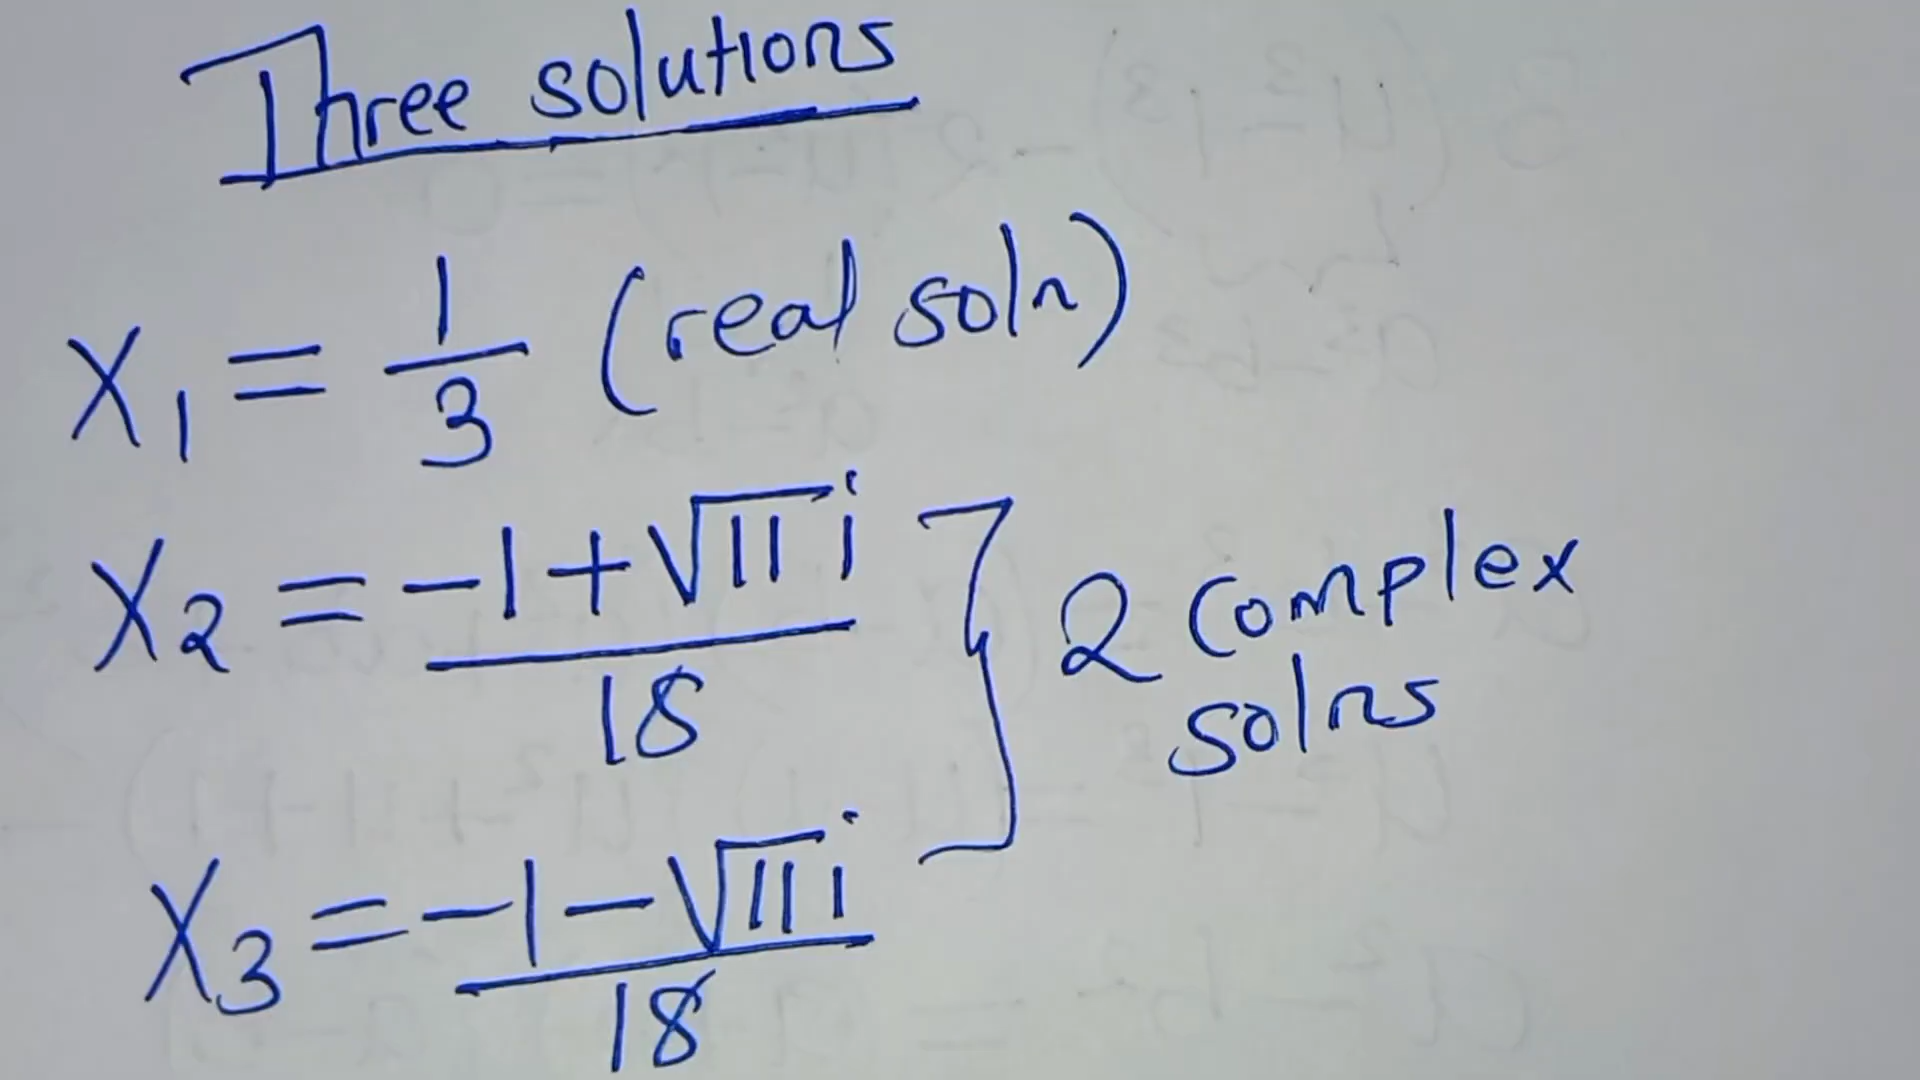 Three solutions
X₁ = 1/3 (real soln)
X₂ = (-1+√11 i)/18
2 complex
solns
X₃ = (-1-√11 i)/18